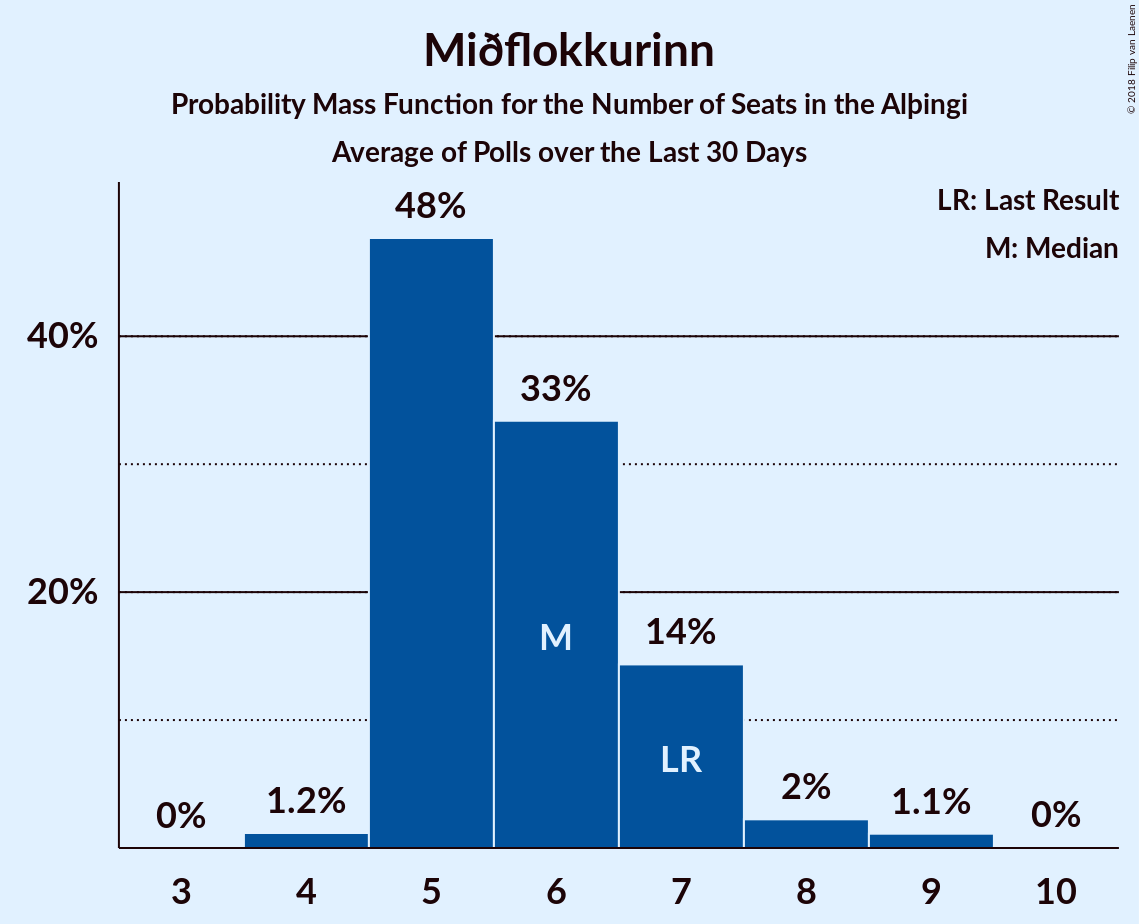 Miðflokkurinn
Probability Mass Function for the Number of Seats in the Alþingi
Average of Polls over the Last 30 Days
© 2018 Filip van Laenen
LR: Last Result
M: Median
48%
40%
33%
20%
14%
M
LR
0%
1.2%
2%
1.1%
0%
3 4 5 6 7 8 9 10